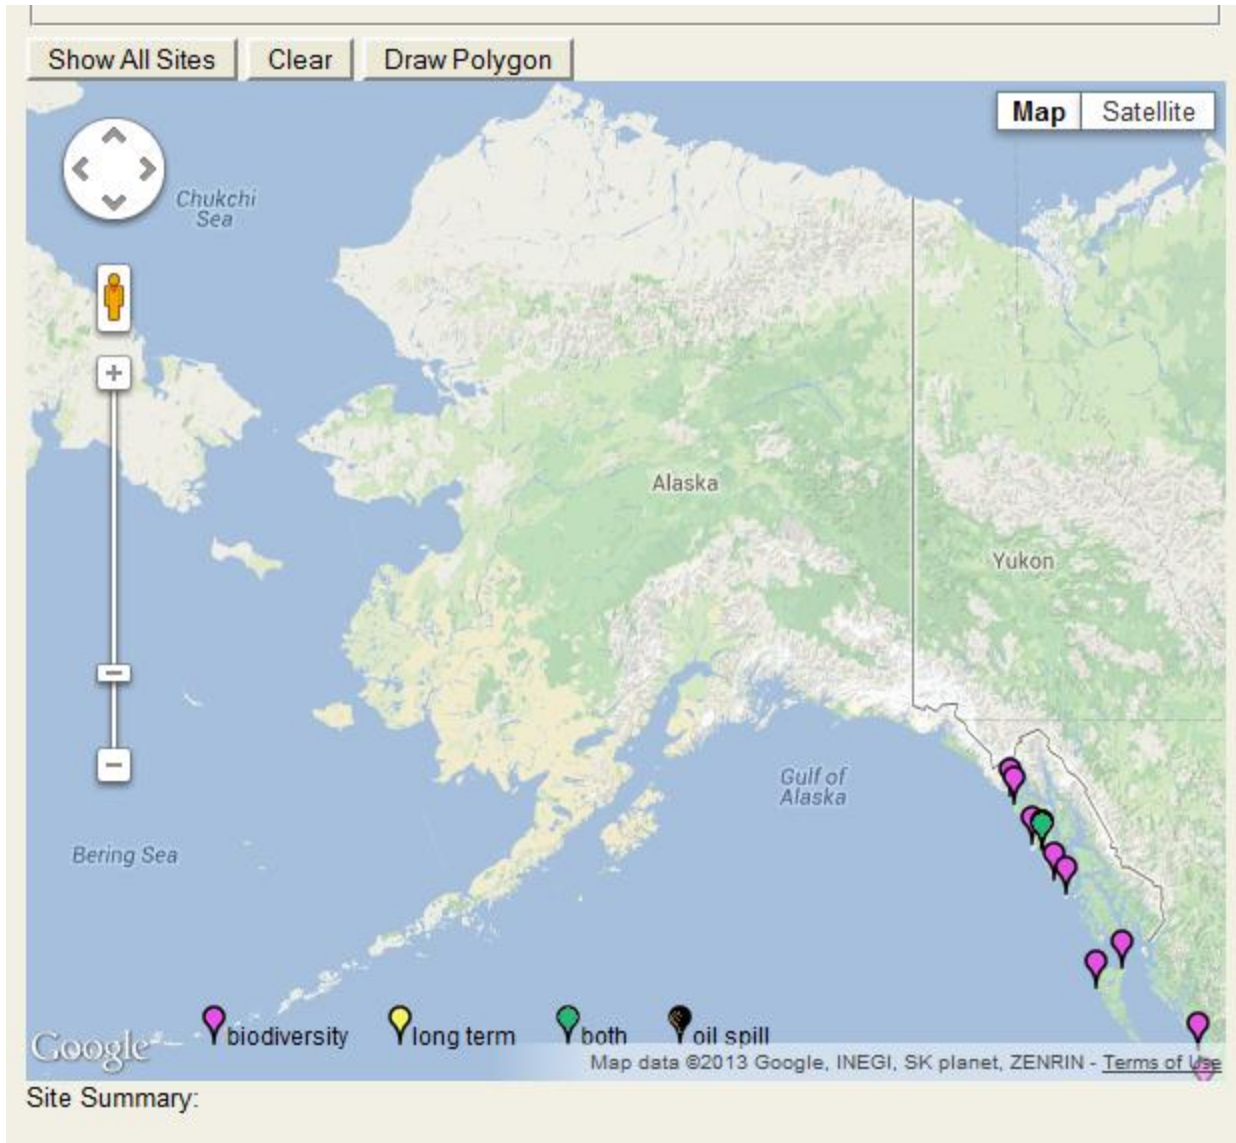 Show All Sites
Clear
Draw Polygon
Map
Satellite
Chukchi
Sea
Alaska
Yukon
Gulf of
Alaska
Bering Sea
biodiversity
long term
both
oil spill
Google
Map data ©2013 Google, INEGI, SK planet, ZENRIN - Terms of Use
Site Summary: